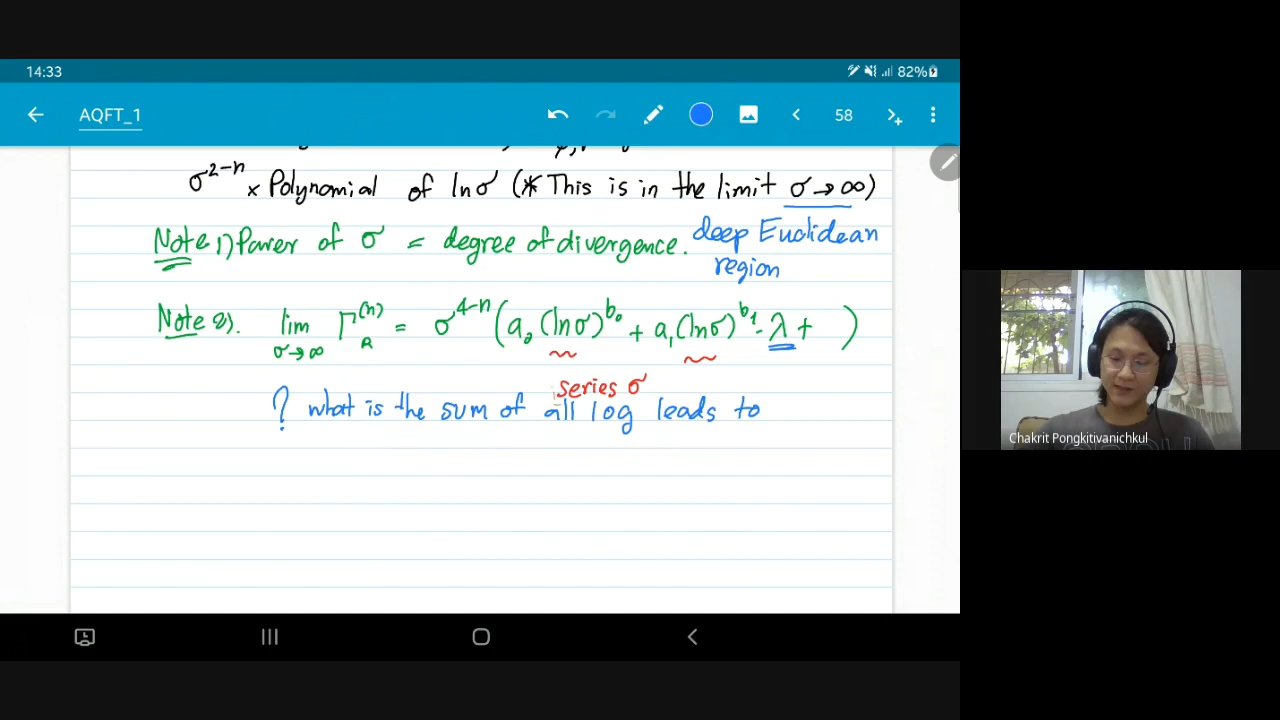 14:33
82%
AQFT_1
58
σ^{2-n} × Polynomial of lnσ (* This is in the limit σ→∞)
Note 1) Power of σ = degree of divergence. deep Euclidean
region
Note 2). lim_{σ→∞} Γ_R^{(n)} = σ^{4-n} (a_0 (lnσ)^{b_0} + a_1 (lnσ)^{b_1} · λ + )
series σ
? what is the sum of all log leads to
Chakrit Pongkitivanichkul